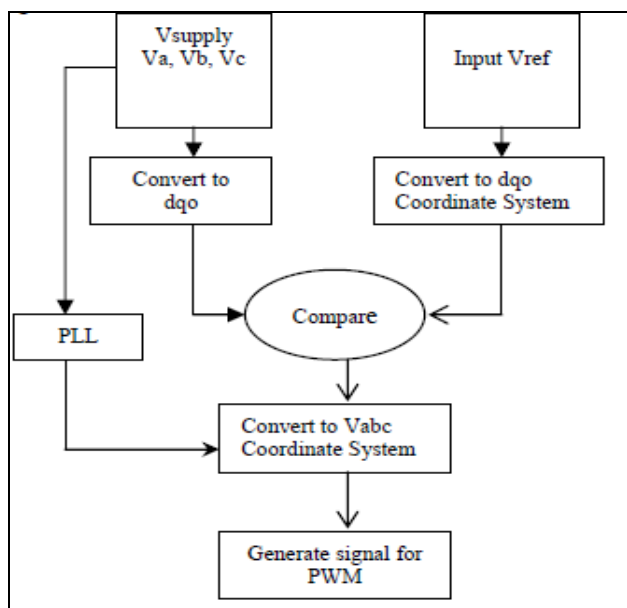 Vsupply
Va, Vb, Vc
Input Vref
Convert to
dqo
Convert to dqo
Coordinate System
Compare
PLL
Convert to Vabc
Coordinate System
Generate signal for
PWM